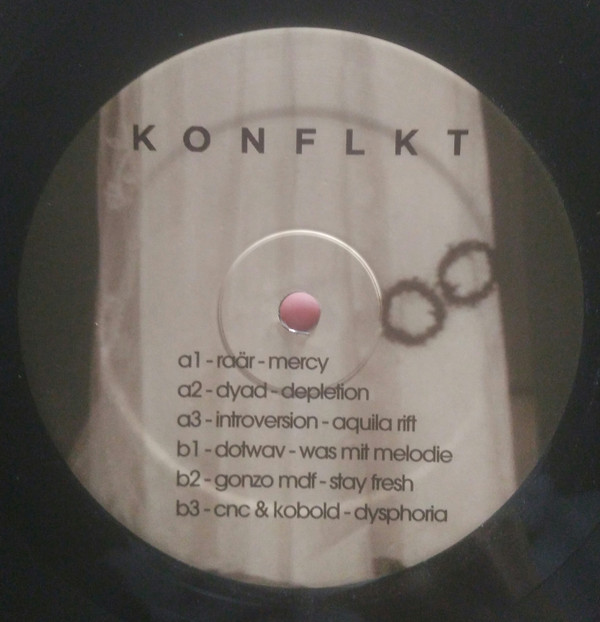 KONFLKT
a1 - raär - mercy
a2 - dyad - depletion
a3 - introversion - aquila rift
b1 - dotwav - was mit melodie
b2 - gonzo mdf - stay fresh
b3 - cnc & kobold - dysphoria